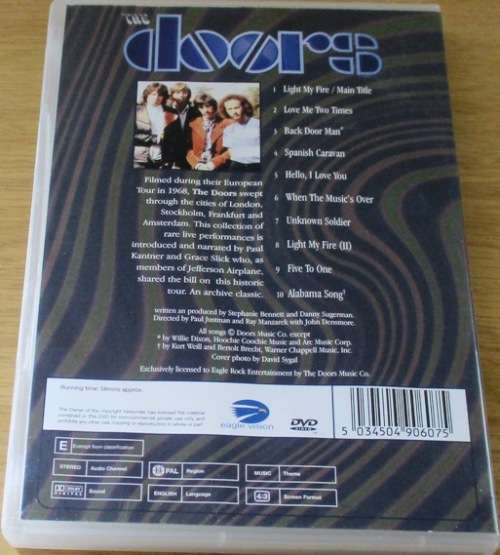 THE
doors
1 Light My Fire / Main Title
2 Love Me Two Times
3 Back Door Man*
4 Spanish Caravan
5 Hello, I Love You
6 When The Music's Over
7 Unknown Soldier
8 Light My Fire (II)
9 Five To One
10 Alabama Song†
Filmed during their European
Tour in 1968, The Doors swept
through the cities of London,
Stockholm, Frankfurt and
Amsterdam. This collection of
rare live performances is
introduced and narrated by Paul
Kantner and Grace Slick who, as
members of Jefferson Airplane,
shared the bill on this historic
tour. An archive classic.
written an produced by Stephanie Bennett and Danny Sugerman.
Directed by Paul Justman and Ray Manzarek with John Densmore.
All songs © Doors Music Co. except
* by Willie Dixon, Hoochie Coochie Music and Arc Music Corp.
† by Kurt Weill and Bertolt Brecht, Warner Chappell Music, Inc.
Cover photo by David Sygal
Exclusively licensed to Eagle Rock Entertainment by The Doors Music Co.
Running time: 58mins approx.
eagle vision
DVD
VIDEO
5 034504 906075
E Exempt from classification
STEREO Audio Channel
PAL Region
MUSIC Theme
DOLBY DIGITAL Sound
ENGLISH Language
4:3 Screen Format